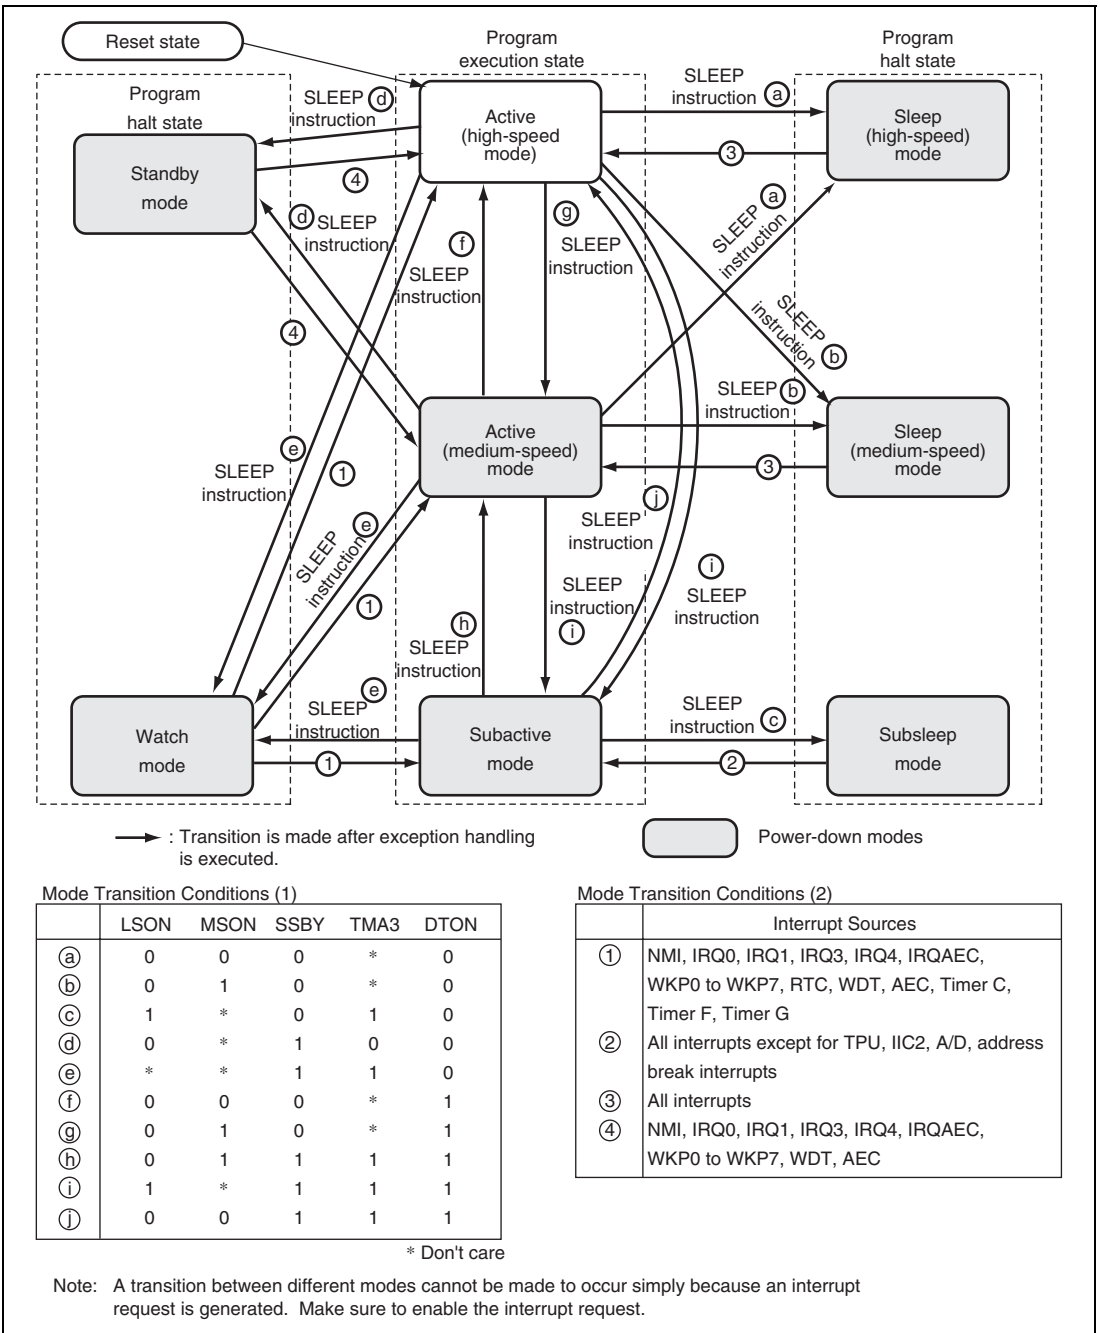 Reset state
Program
execution state
Program
halt state
Program
halt state
SLEEP ⓓ
instruction
SLEEP
instruction ⓐ
Active
(high-speed
mode)
Sleep
(high-speed)
mode
Standby
mode
④
③
ⓓ SLEEP
instruction
ⓕ
SLEEP
instruction
ⓖ
SLEEP
instruction
SLEEP ⓐ
instruction
SLEEP
instruction ⓑ
④
SLEEP ⓑ
instruction
Active
(medium-speed)
mode
Sleep
(medium-speed)
mode
ⓔ
SLEEP
instruction
①
③
SLEEP ⓔ
instruction
①
ⓙ
SLEEP
instruction
ⓘ
SLEEP
instruction
SLEEP
instruction
ⓘ
ⓗ
SLEEP
instruction
ⓔ
SLEEP
instruction
SLEEP
instruction ⓒ
Watch
mode
Subactive
mode
Subsleep
mode
①
②
: Transition is made after exception handling
is executed.
Power-down modes
Mode Transition Conditions (1)
LSON MSON SSBY TMA3 DTON
ⓐ 0 0 0 * 0
ⓑ 0 1 0 * 0
ⓒ 1 * 0 1 0
ⓓ 0 * 1 0 0
ⓔ * * 1 1 0
ⓕ 0 0 0 * 1
ⓖ 0 1 0 * 1
ⓗ 0 1 1 1 1
ⓘ 1 * 1 1 1
ⓙ 0 0 1 1 1
* Don't care
Mode Transition Conditions (2)
Interrupt Sources
① NMI, IRQ0, IRQ1, IRQ3, IRQ4, IRQAEC,
WKP0 to WKP7, RTC, WDT, AEC, Timer C,
Timer F, Timer G
② All interrupts except for TPU, IIC2, A/D, address
break interrupts
③ All interrupts
④ NMI, IRQ0, IRQ1, IRQ3, IRQ4, IRQAEC,
WKP0 to WKP7, WDT, AEC
Note: A transition between different modes cannot be made to occur simply because an interrupt
request is generated. Make sure to enable the interrupt request.